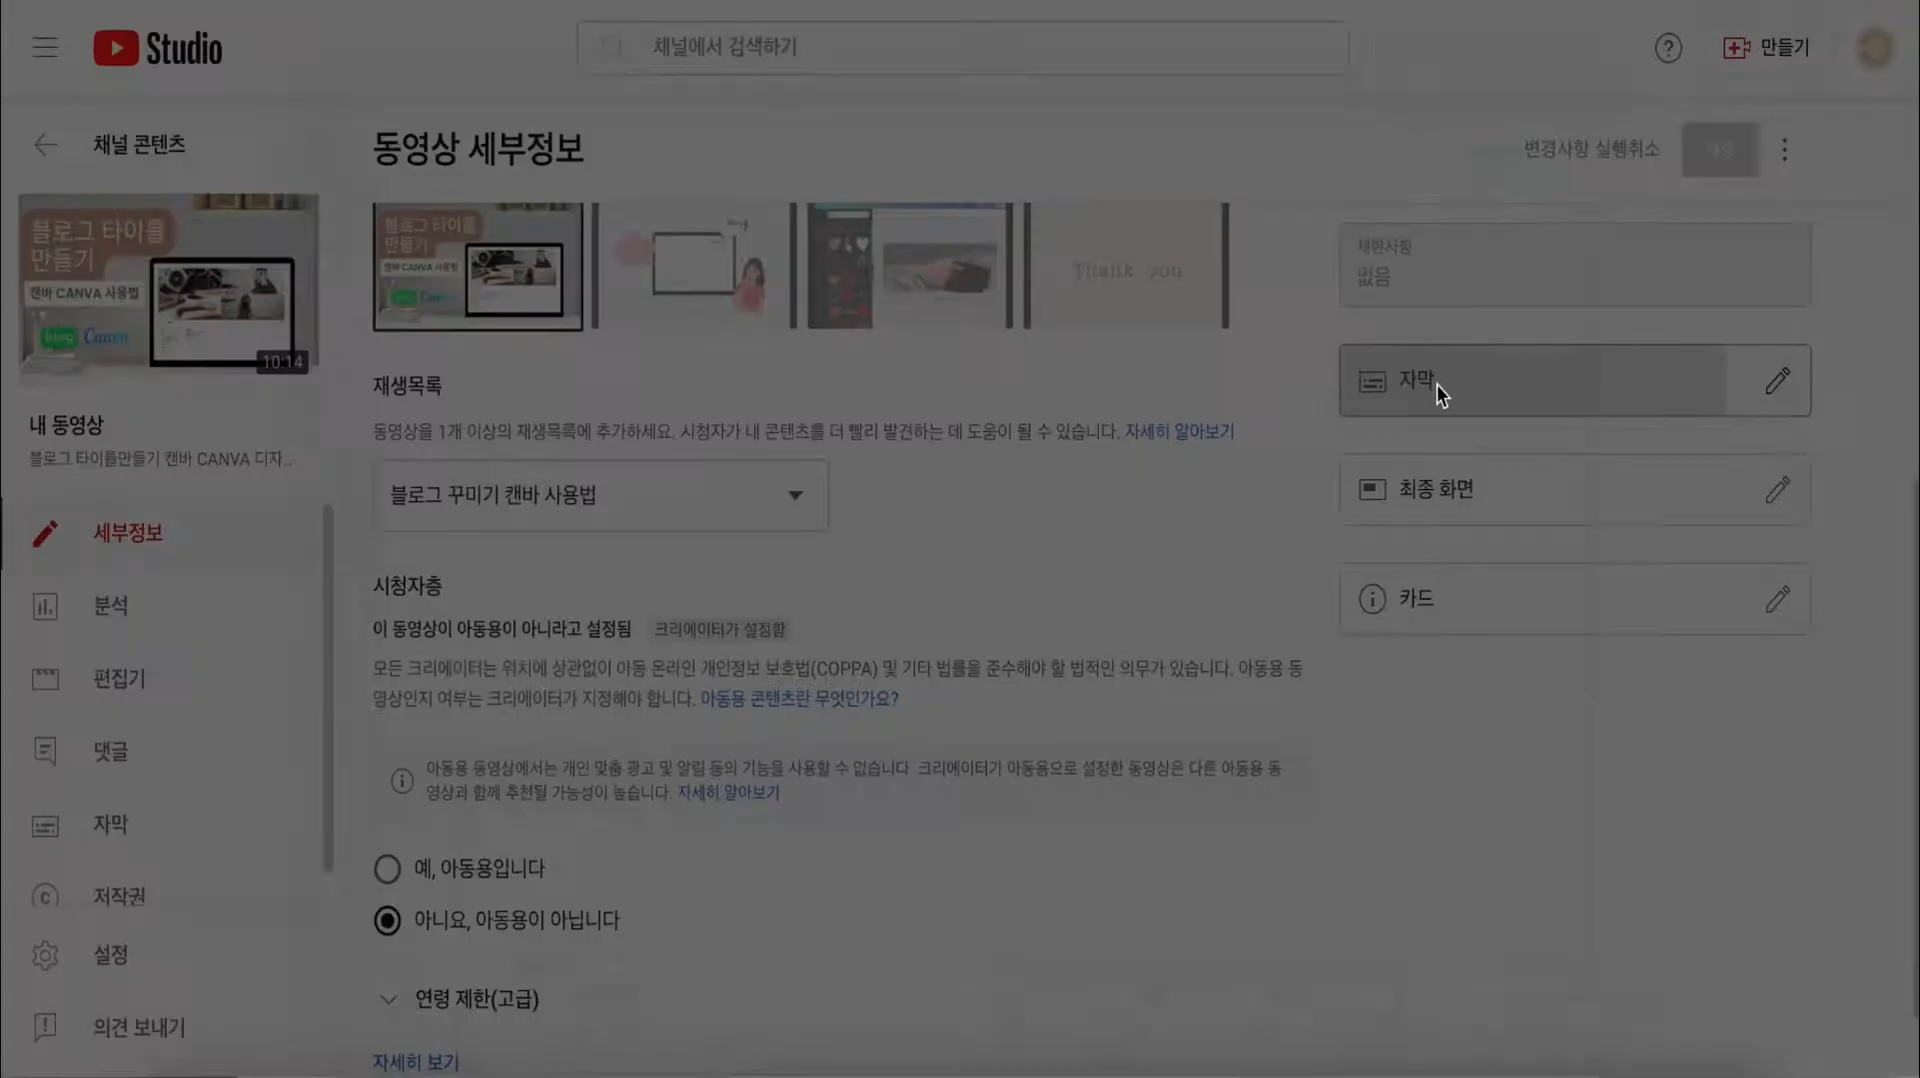 Studio
채널에서 검색하기
만들기
채널 콘텐츠
동영상 세부정보
변경사항 실행취소
블로그 타이틀
만들기
캔바 CANVA 사용법
blog Canva
10:14
블로그 타이틀
만들기
캔바 CANVA 사용법
Thank you
제한사항
없음
내 동영상
블로그 타이틀만들기 캔바 CANVA 디자...
재생목록
동영상을 1개 이상의 재생목록에 추가하세요. 시청자가 내 콘텐츠를 더 빨리 발견하는 데 도움이 될 수 있습니다. 자세히 알아보기
블로그 꾸미기 캔바 사용법
자막
최종 화면
카드
세부정보
분석
편집기
댓글
자막
저작권
설정
의견 보내기
시청자층
이 동영상이 아동용이 아니라고 설정됨 크리에이터가 설정함
모든 크리에이터는 위치에 상관없이 아동 온라인 개인정보 보호법(COPPA) 및 기타 법률을 준수해야 할 법적인 의무가 있습니다. 아동용 동
영상인지 여부는 크리에이터가 지정해야 합니다. 아동용 콘텐츠란 무엇인가요?
아동용 동영상에서는 개인 맞춤 광고 및 알림 등의 기능을 사용할 수 없습니다 크리에이터가 아동용으로 설정한 동영상은 다른 아동용 동
영상과 함께 추천될 가능성이 높습니다. 자세히 알아보기
예, 아동용입니다
아니요, 아동용이 아닙니다
연령 제한(고급)
자세히 보기